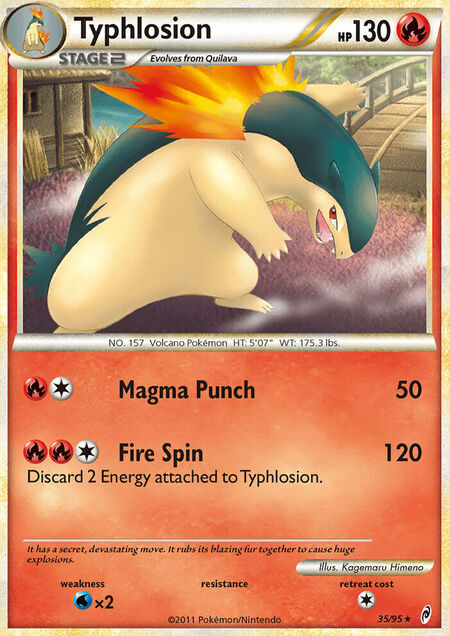 Typhlosion HP130
STAGE 2 Evolves from Quilava
NO. 157 Volcano Pokémon HT: 5'07" WT: 175.3 lbs.
Magma Punch 50
Fire Spin 120
Discard 2 Energy attached to Typhlosion.
It has a secret, devastating move. It rubs its blazing fur together to cause huge
explosions.
Illus. Kagemaru Himeno
weakness resistance retreat cost
×2
35/95 ★
©2011 Pokémon/Nintendo